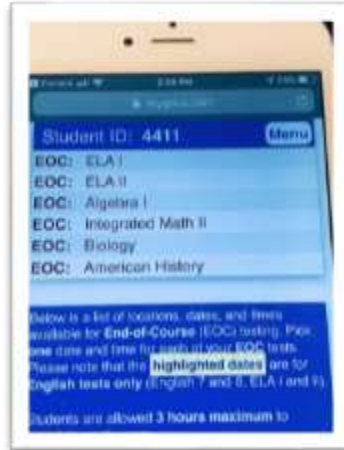 Student ID: 4411 Menu
EOC: ELA I
EOC: ELA II
EOC: Algebra I
EOC: Integrated Math II
EOC: Biology
EOC: American History
Below is a list of locations, dates, and times
available for End-of-Course (EOC) testing. Pick
one date and time for each of your EOC tests.
Please note that the highlighted dates are for
English tests only (English 7 and 8, ELA I and II).
Students are allowed 3 hours maximum to